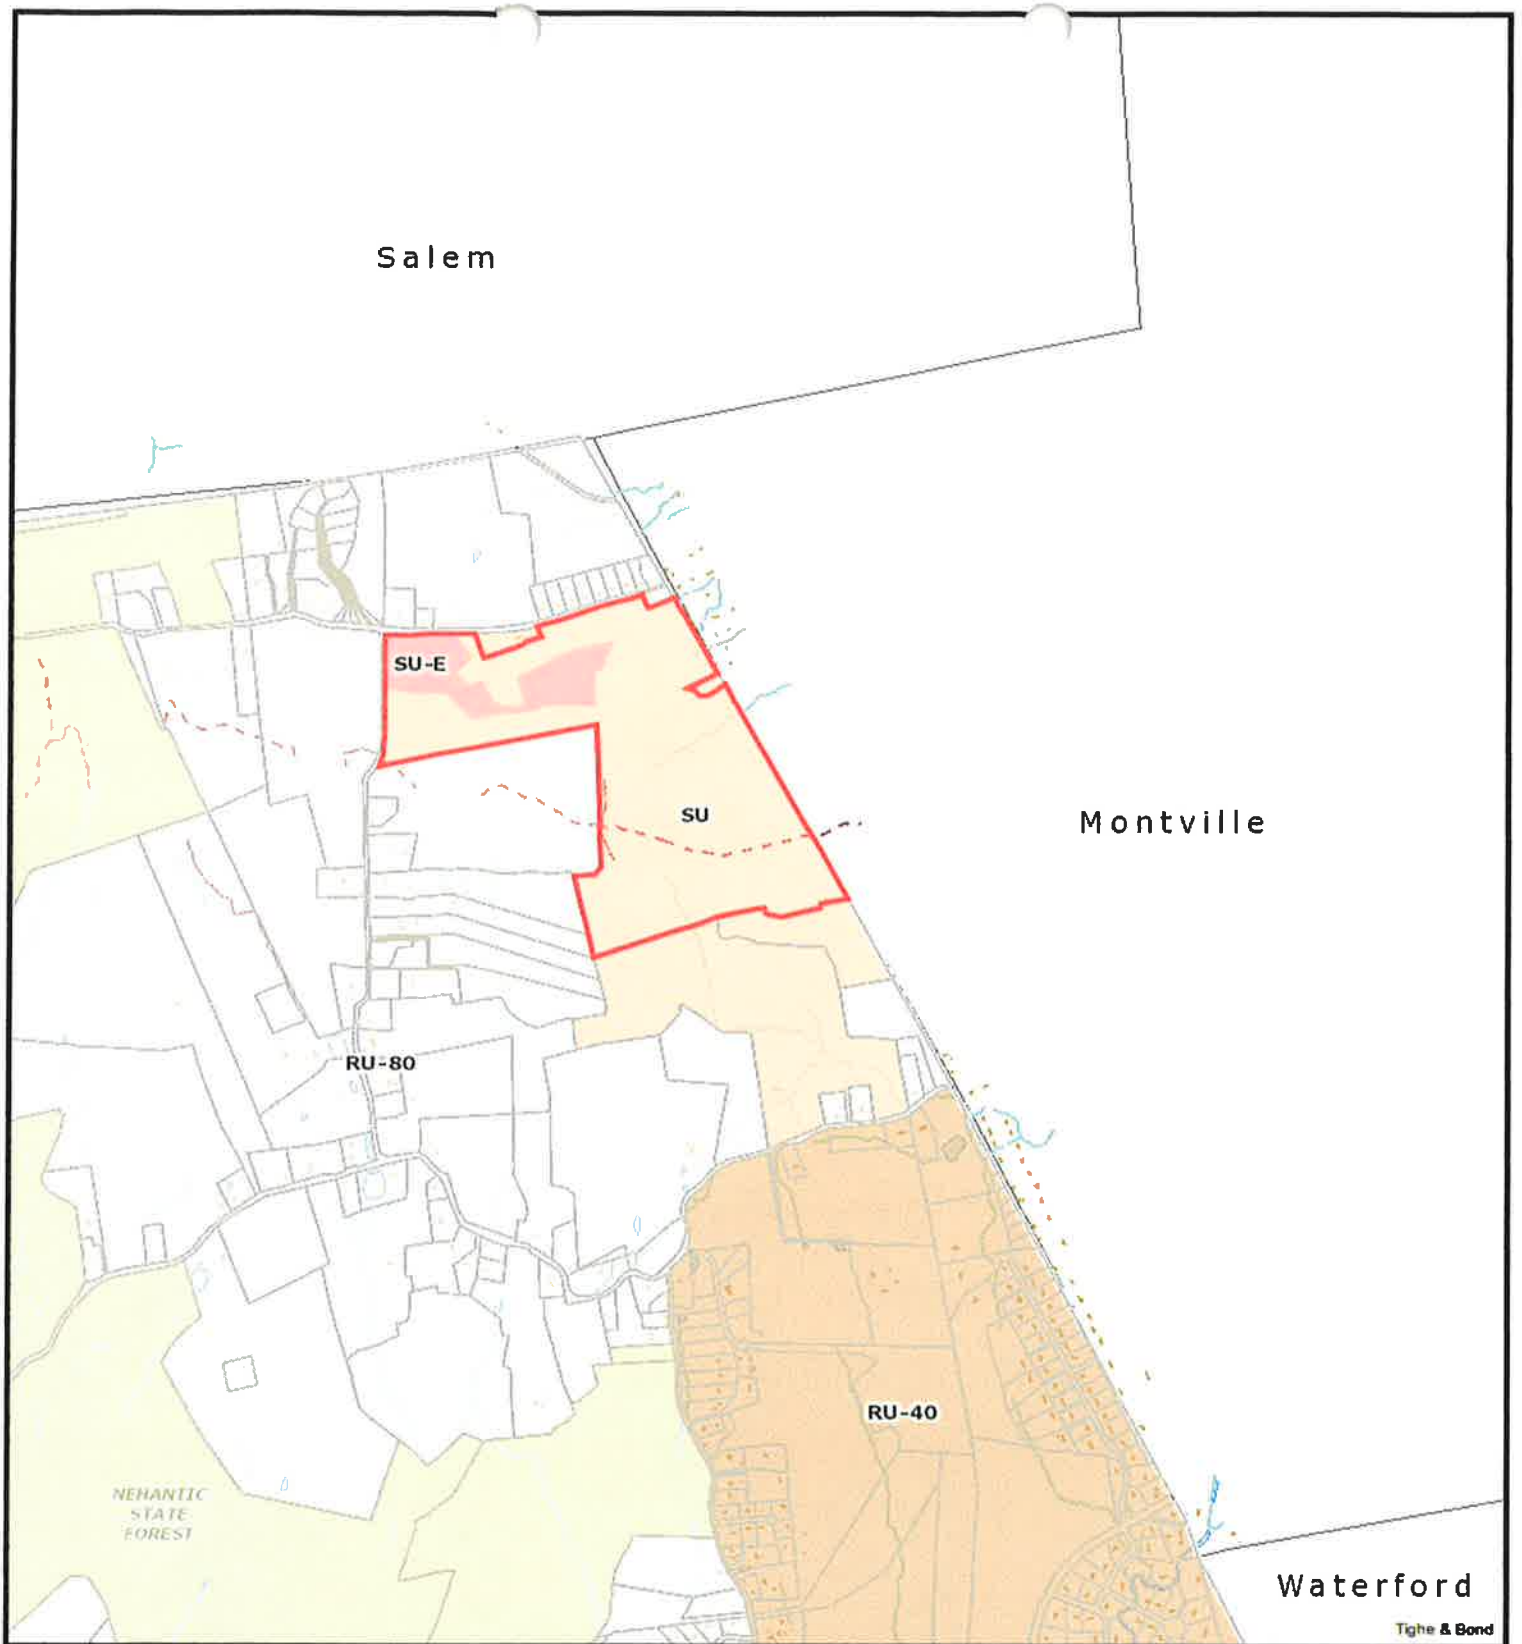 Salem
SU-E
SU
Montville
RU-80
RU-40
NEHANTIC
STATE
FOREST
Waterford
Tighe & Bond